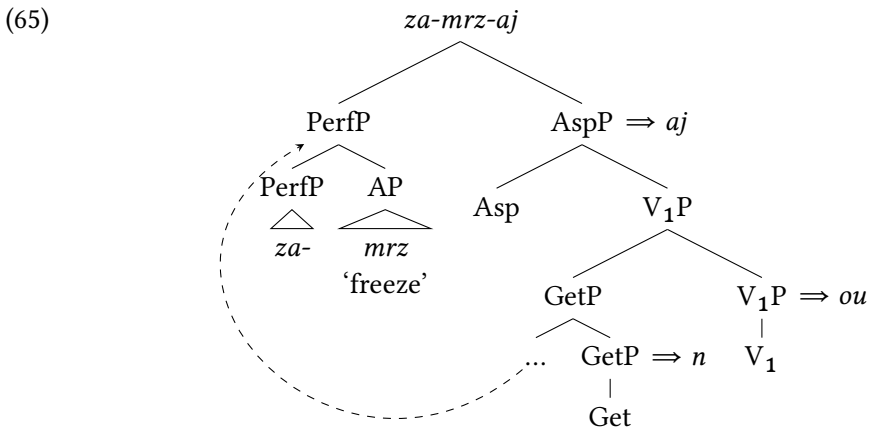 (65) za-mrz-aj
PerfP AspP ⇒ aj
PerfP AP Asp V₁P
za- mrz
‘freeze’ GetP V₁P ⇒ ou
... GetP ⇒ n V₁
Get